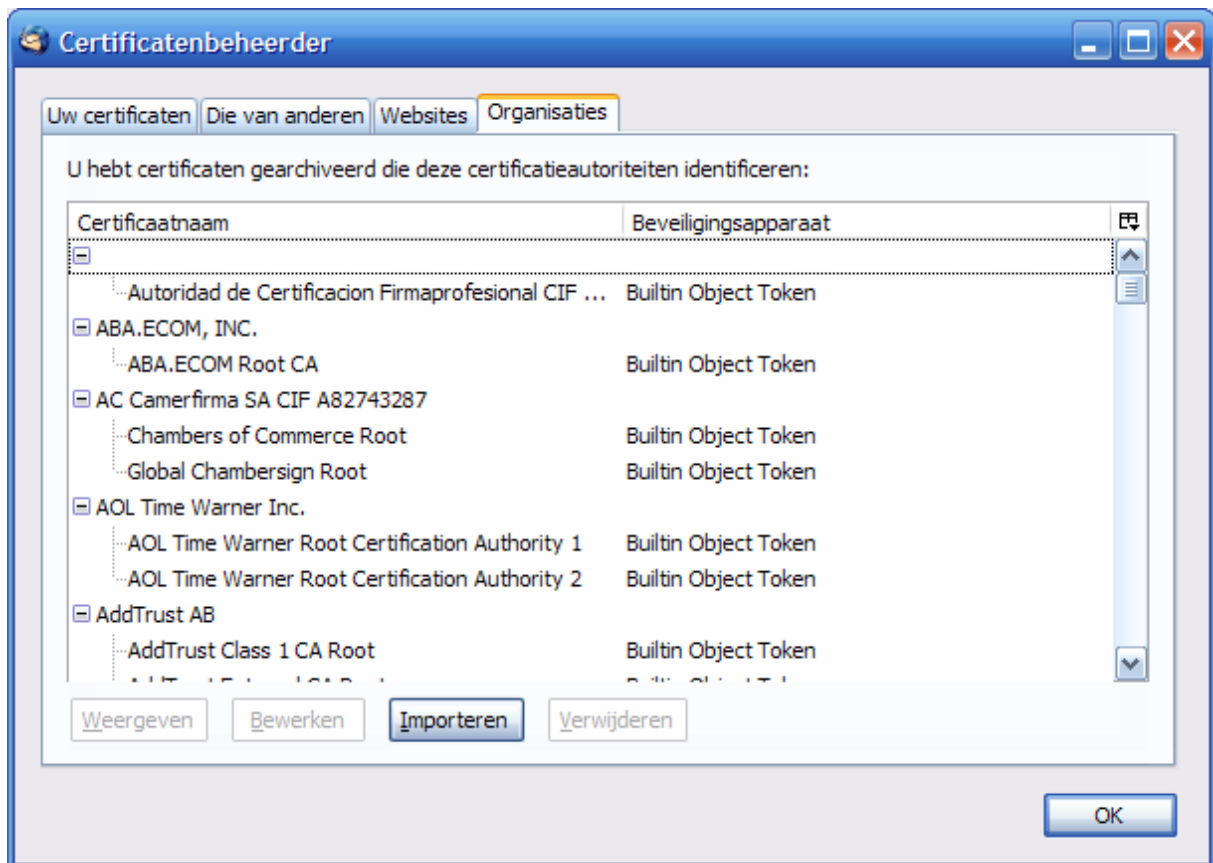 Certificatenbeheerder
Uw certificaten Die van anderen Websites Organisaties
U hebt certificaten gearchiveerd die deze certificatieautoriteiten identificeren:
Certificaatnaam Beveiligingsapparaat
Autoridad de Certificacion Firmaprofesional CIF ... Builtin Object Token
ABA.ECOM, INC.
ABA.ECOM Root CA Builtin Object Token
AC Camerfirma SA CIF A82743287
Chambers of Commerce Root Builtin Object Token
Global Chambersign Root Builtin Object Token
AOL Time Warner Inc.
AOL Time Warner Root Certification Authority 1 Builtin Object Token
AOL Time Warner Root Certification Authority 2 Builtin Object Token
AddTrust AB
AddTrust Class 1 CA Root Builtin Object Token
Weergeven Bewerken Importeren Verwijderen
OK